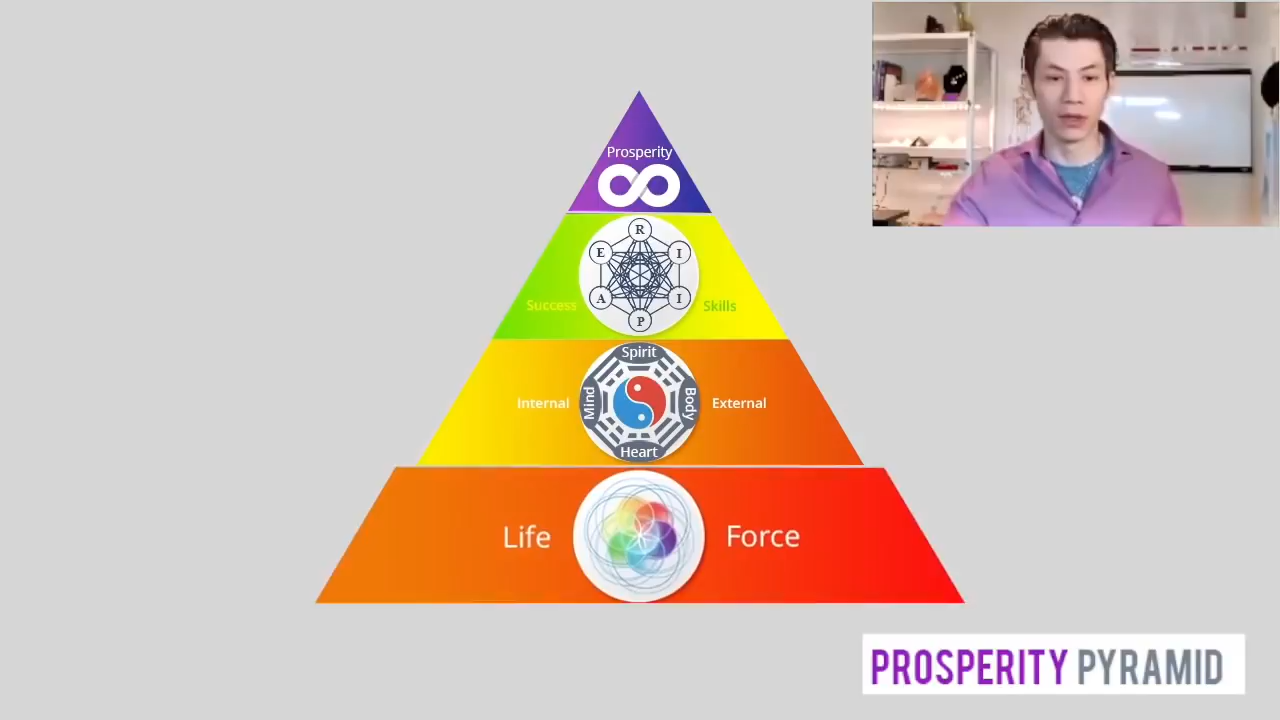 Prosperity
R
E I
A I
P
Success Skills
Spirit
Internal Mind Body External
Heart
Life Force
PROSPERITY PYRAMID